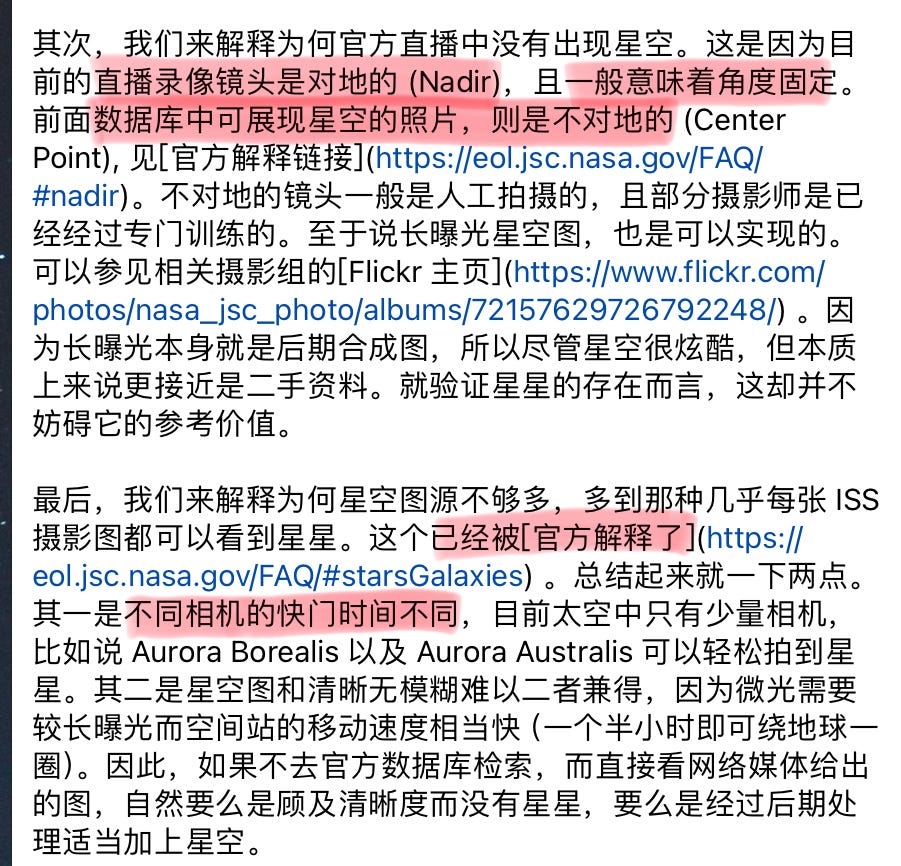 其次，我们来解释为何官方直播中没有出现星空。这是因为目
前的直播录像镜头是对地的 (Nadir)，且一般意味着角度固定。
前面数据库中可展现星空的照片，则是不对地的 (Center
Point), 见[官方解释链接](https://eol.jsc.nasa.gov/FAQ/
#nadir)。不对地的镜头一般是人工拍摄的，且部分摄影师是已
经经过专门训练的。至于说长曝光星空图，也是可以实现的。
可以参见相关摄影组的[Flickr 主页](https://www.flickr.com/
photos/nasa_jsc_photo/albums/72157629726792248/) 。因
为长曝光本身就是后期合成图，所以尽管星空很炫酷，但本质
上来说更接近是二手资料。就验证星星的存在而言，这却并不
妨碍它的参考价值。
最后，我们来解释为何星空图源不够多，多到那种几乎每张 ISS
摄影图都可以看到星星。这个已经被[官方解释了](https://
eol.jsc.nasa.gov/FAQ/#starsGalaxies) 。总结起来就一下两点。
其一是不同相机的快门时间不同，目前太空中只有少量相机，
比如说 Aurora Borealis 以及 Aurora Australis 可以轻松拍到星
星。其二是星空图和清晰无模糊难以二者兼得，因为微光需要
较长曝光而空间站的移动速度相当快 (一个半小时即可绕地球一
圈)。因此，如果不去官方数据库检索，而直接看网络媒体给出
的图，自然要么是顾及清晰度而没有星星，要么是经过后期处
理适当加上星空。